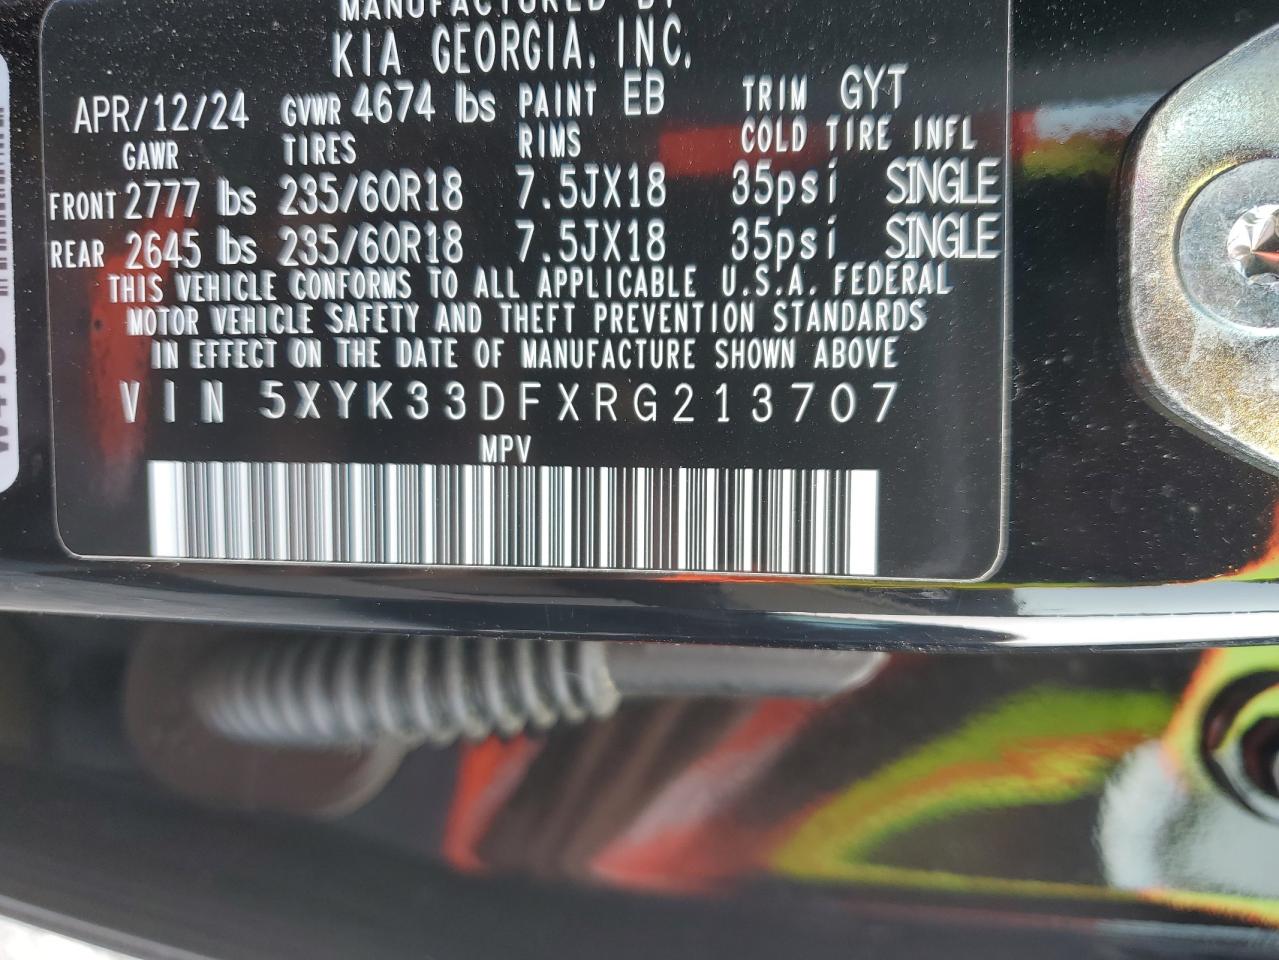 MANUFACTURED BY
KIA GEORGIA, INC.
APR/12/24 GVWR 4674 lbs PAINT EB TRIM GYT
GAWR TIRES RIMS COLD TIRE INFL
FRONT 2777 lbs 235/60R18 7.5JX18 35psi SINGLE
REAR 2645 lbs 235/60R18 7.5JX18 35psi SINGLE
THIS VEHICLE CONFORMS TO ALL APPLICABLE U.S.A. FEDERAL
MOTOR VEHICLE SAFETY AND THEFT PREVENTION STANDARDS
IN EFFECT ON THE DATE OF MANUFACTURE SHOWN ABOVE
VIN 5XYK33DFXRG213707
MPV